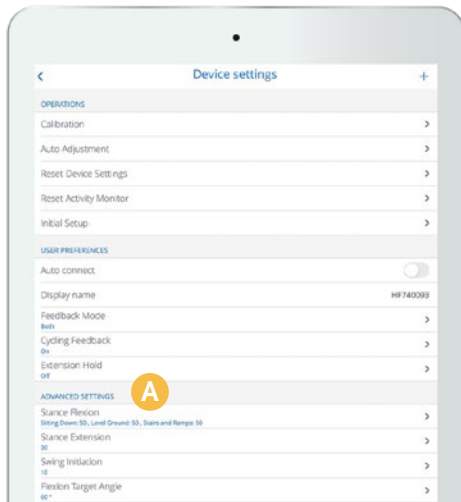 Device settings
OPERATIONS
Calibration
Auto Adjustment
Reset Device Settings
Reset Activity Monitor
Initial Setup
USER PREFERENCES
Auto connect
Display name HF740093
Feedback Mode
Both
Cycling Feedback
On
Extension Hold
Off
ADVANCED SETTINGS
A
Stance Flexion
Sitting Down: 50 , Level Ground: 50 , Stairs and Ramps: 50
Stance Extension
50
Swing Initiation
10
Flexion Target Angle
60 °